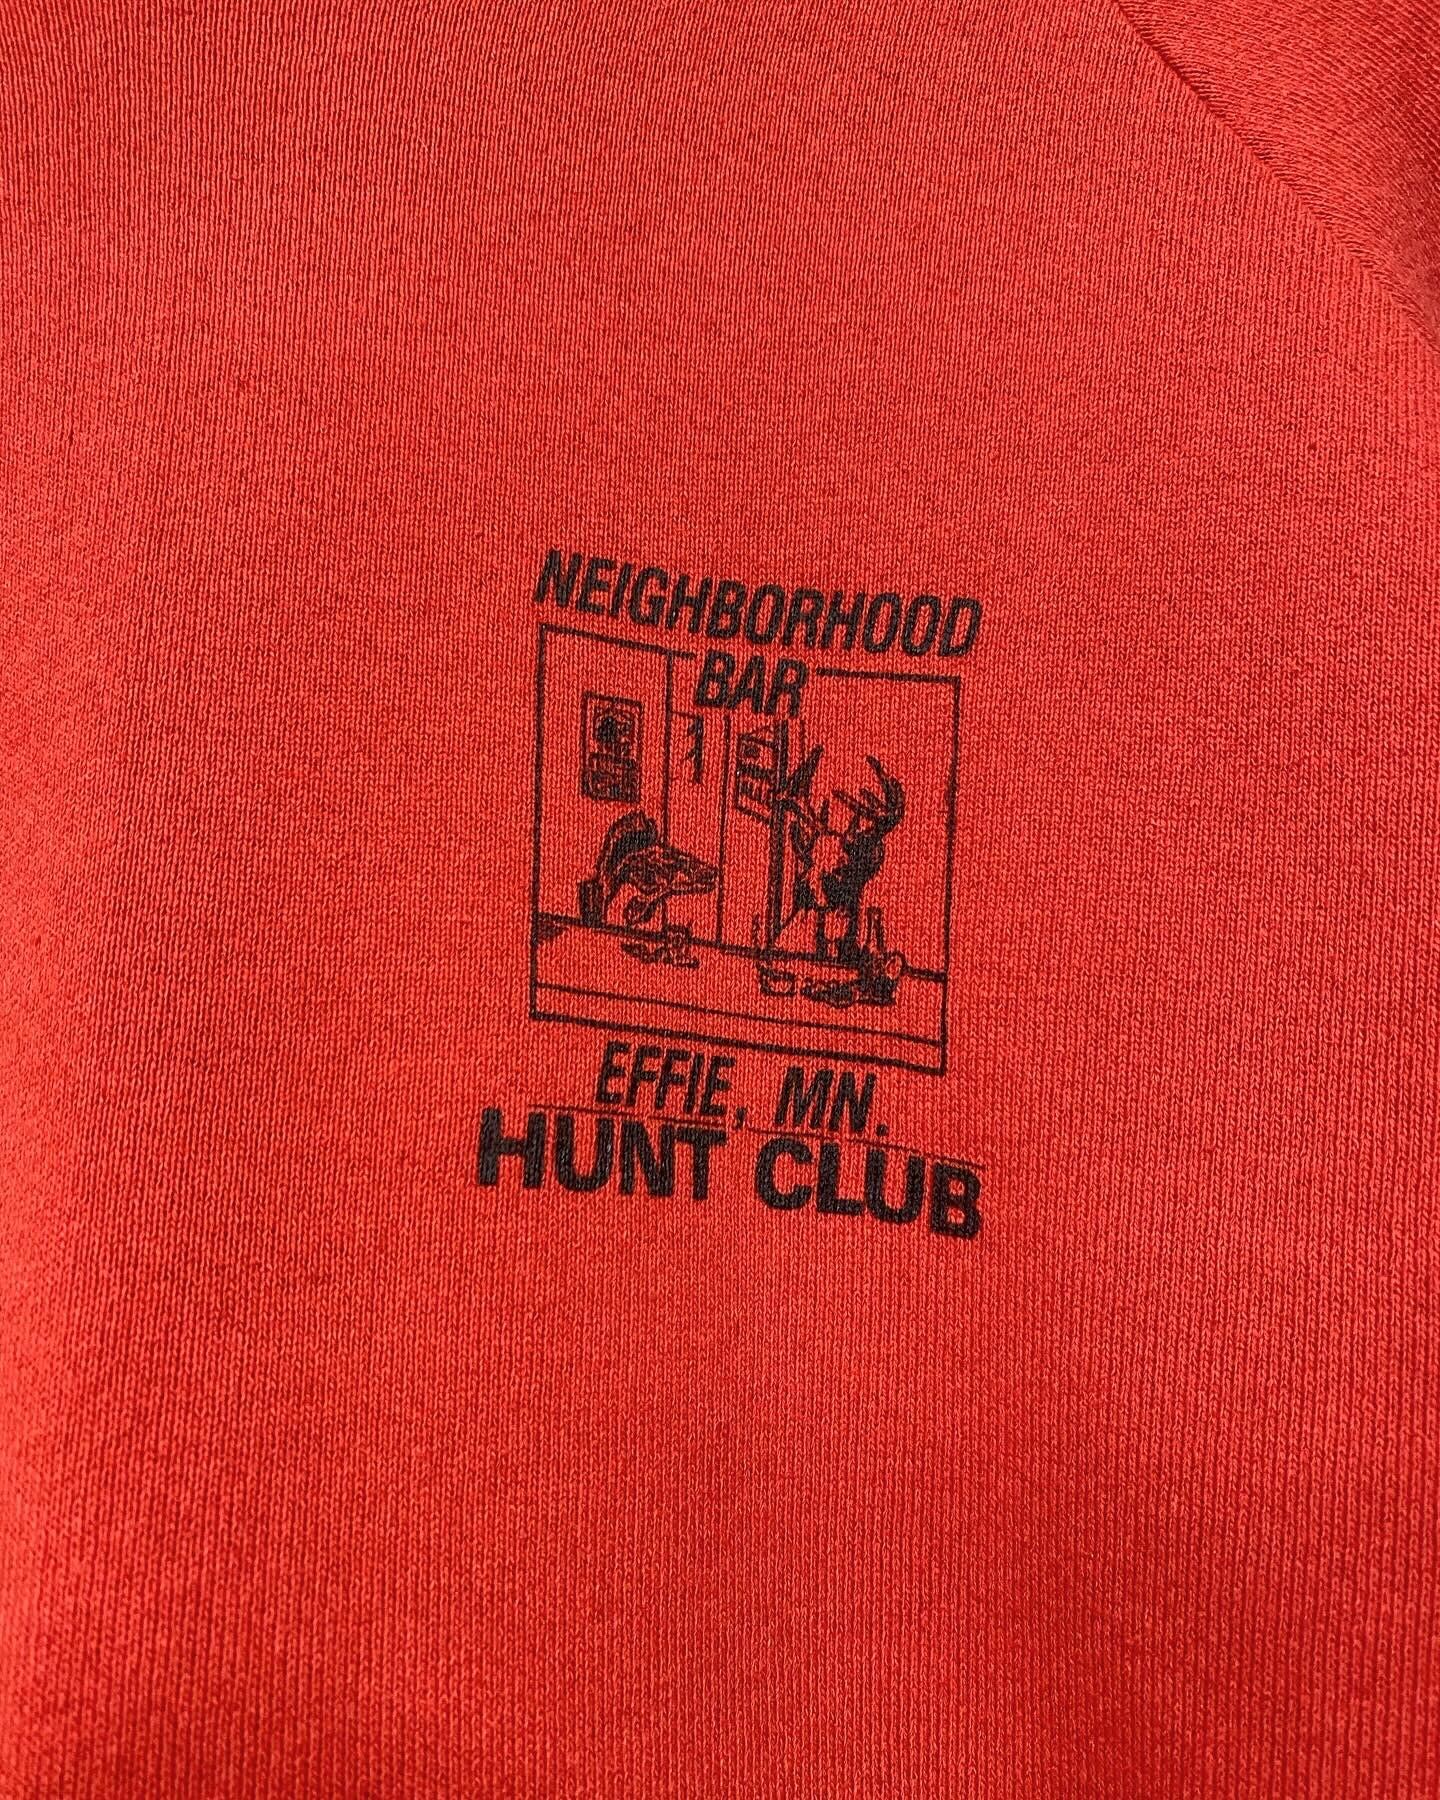 NEIGHBORHOOD
BAR
EFFIE, MN.
HUNT CLUB